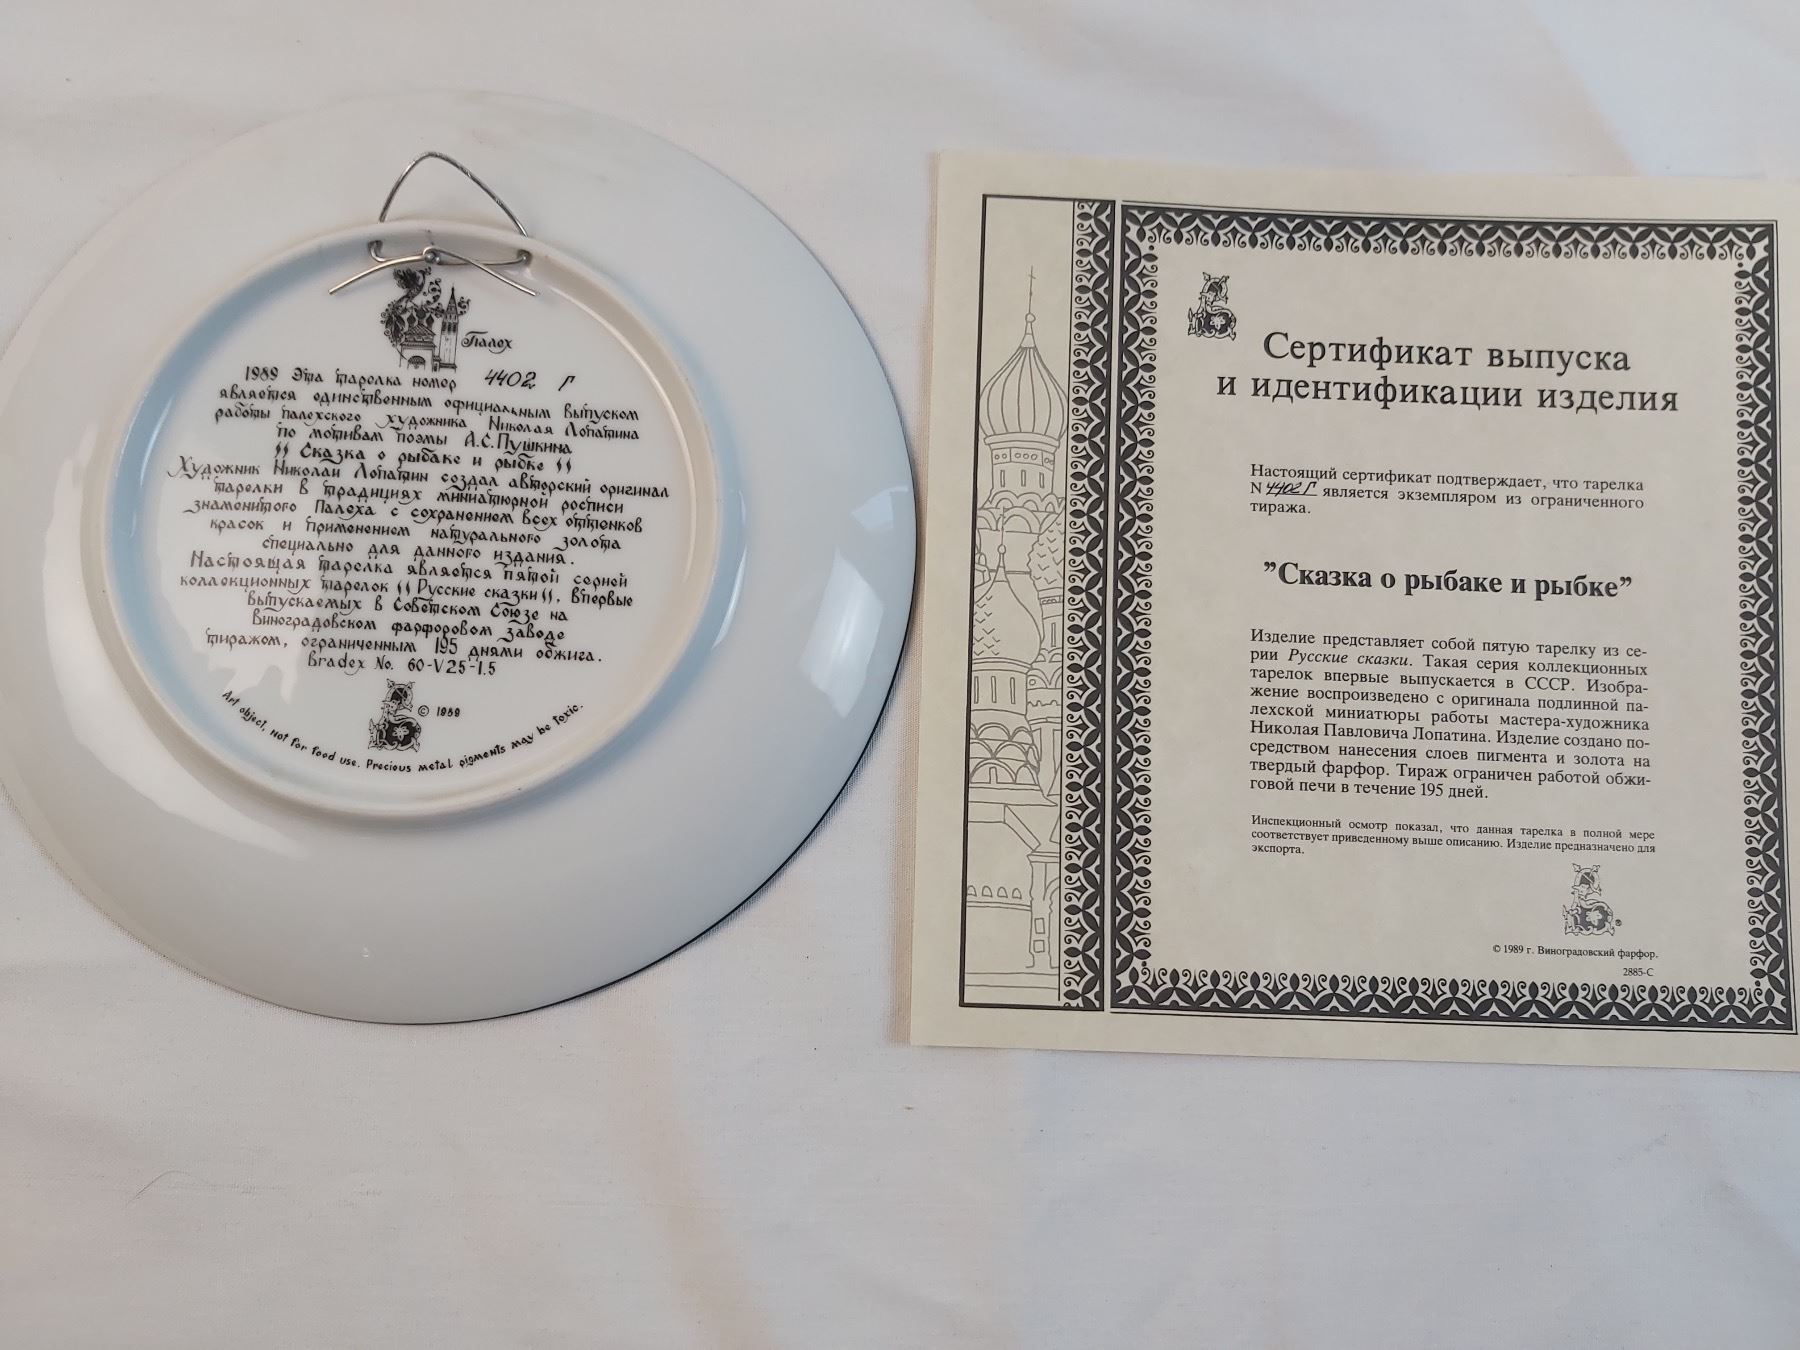 Палех
1989 Эта тарелка номер 4402 Г
является единственным официальным выпуском
работы палехского художника Николая Лопатина
по мотивам поэмы А.С.Пушкина
"Сказка о рыбаке и рыбке"
Художник Николай Лопатин создал авторский оригинал
тарелки в традициях миниатюрной росписи
знаменитого Палеха с сохранением всех оттенков
красок и применением натурального золота
специально для данного издания.
Настоящая тарелка является пятой серией
коллекционных тарелок "Русские сказки", впервые
выпускаемых в Советском Союзе на
Виноградовском фарфоровом заводе
тиражом, ограниченным 195 днями обжига.
Bradex No. 60-V25-1.5
© 1989
Art object, not for food use. Precious metal pigments may be toxic.
Сертификат выпуска
и идентификации изделия
Настоящий сертификат подтверждает, что тарелка
N 4402 Г является экземпляром из ограниченного
тиража.
"Сказка о рыбаке и рыбке"
Изделие представляет собой пятую тарелку из се-
рии Русские сказки. Такая серия коллекционных
тарелок впервые выпускается в СССР. Изобра-
жение воспроизведено с оригинала подлинной па-
лехской миниатюры работы мастера-художника
Николая Павловича Лопатина. Изделие создано по-
средством нанесения слоев пигмента и золота на
твердый фарфор. Тираж ограничен работой обжи-
говой печи в течение 195 дней.
Инспекционный осмотр показал, что данная тарелка в полной мере
соответствует приведенному выше описанию. Изделие предназначено для
экспорта.
®
© 1989 г. Виноградовский фарфор.
2885-С